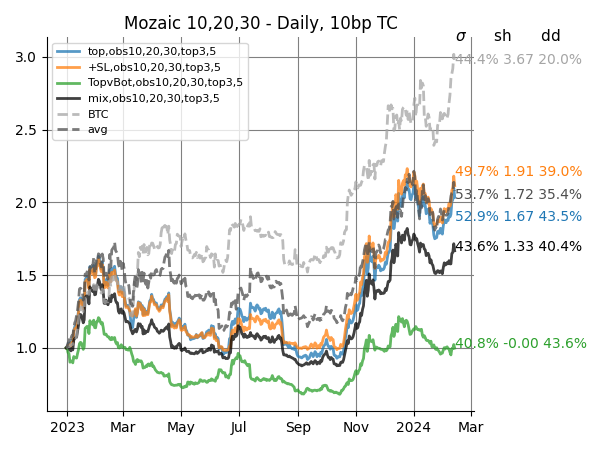 Mozaic 10,20,30 - Daily, 10bp TC
σ sh dd
top,obs10,20,30,top3,5
+SL,obs10,20,30,top3,5
TopvBot,obs10,20,30,top3,5
mix,obs10,20,30,top3,5
BTC
avg
44.4% 3.67 20.0%
49.7% 1.91 39.0%
53.7% 1.72 35.4%
52.9% 1.67 43.5%
43.6% 1.33 40.4%
40.8% -0.00 43.6%
3.0
2.5
2.0
1.5
1.0
2023 Mar May Jul Sep Nov 2024 Mar